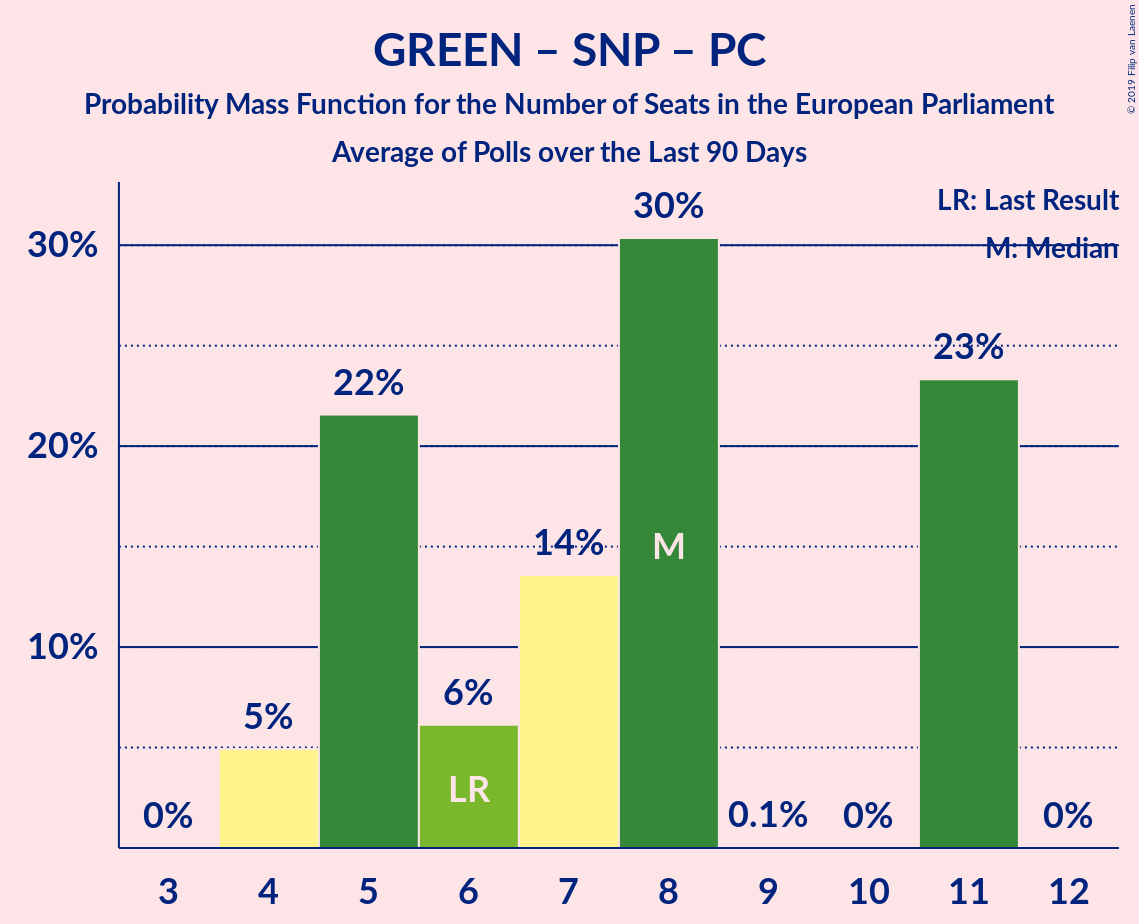 GREEN – SNP – PC
Probability Mass Function for the Number of Seats in the European Parliament
Average of Polls over the Last 90 Days
© 2019 Filip van Laenen
LR: Last Result
M: Median
30%
20%
10%
0%
5%
22%
6%
14%
30%
0.1%
0%
23%
0%
LR
M
3 4 5 6 7 8 9 10 11 12